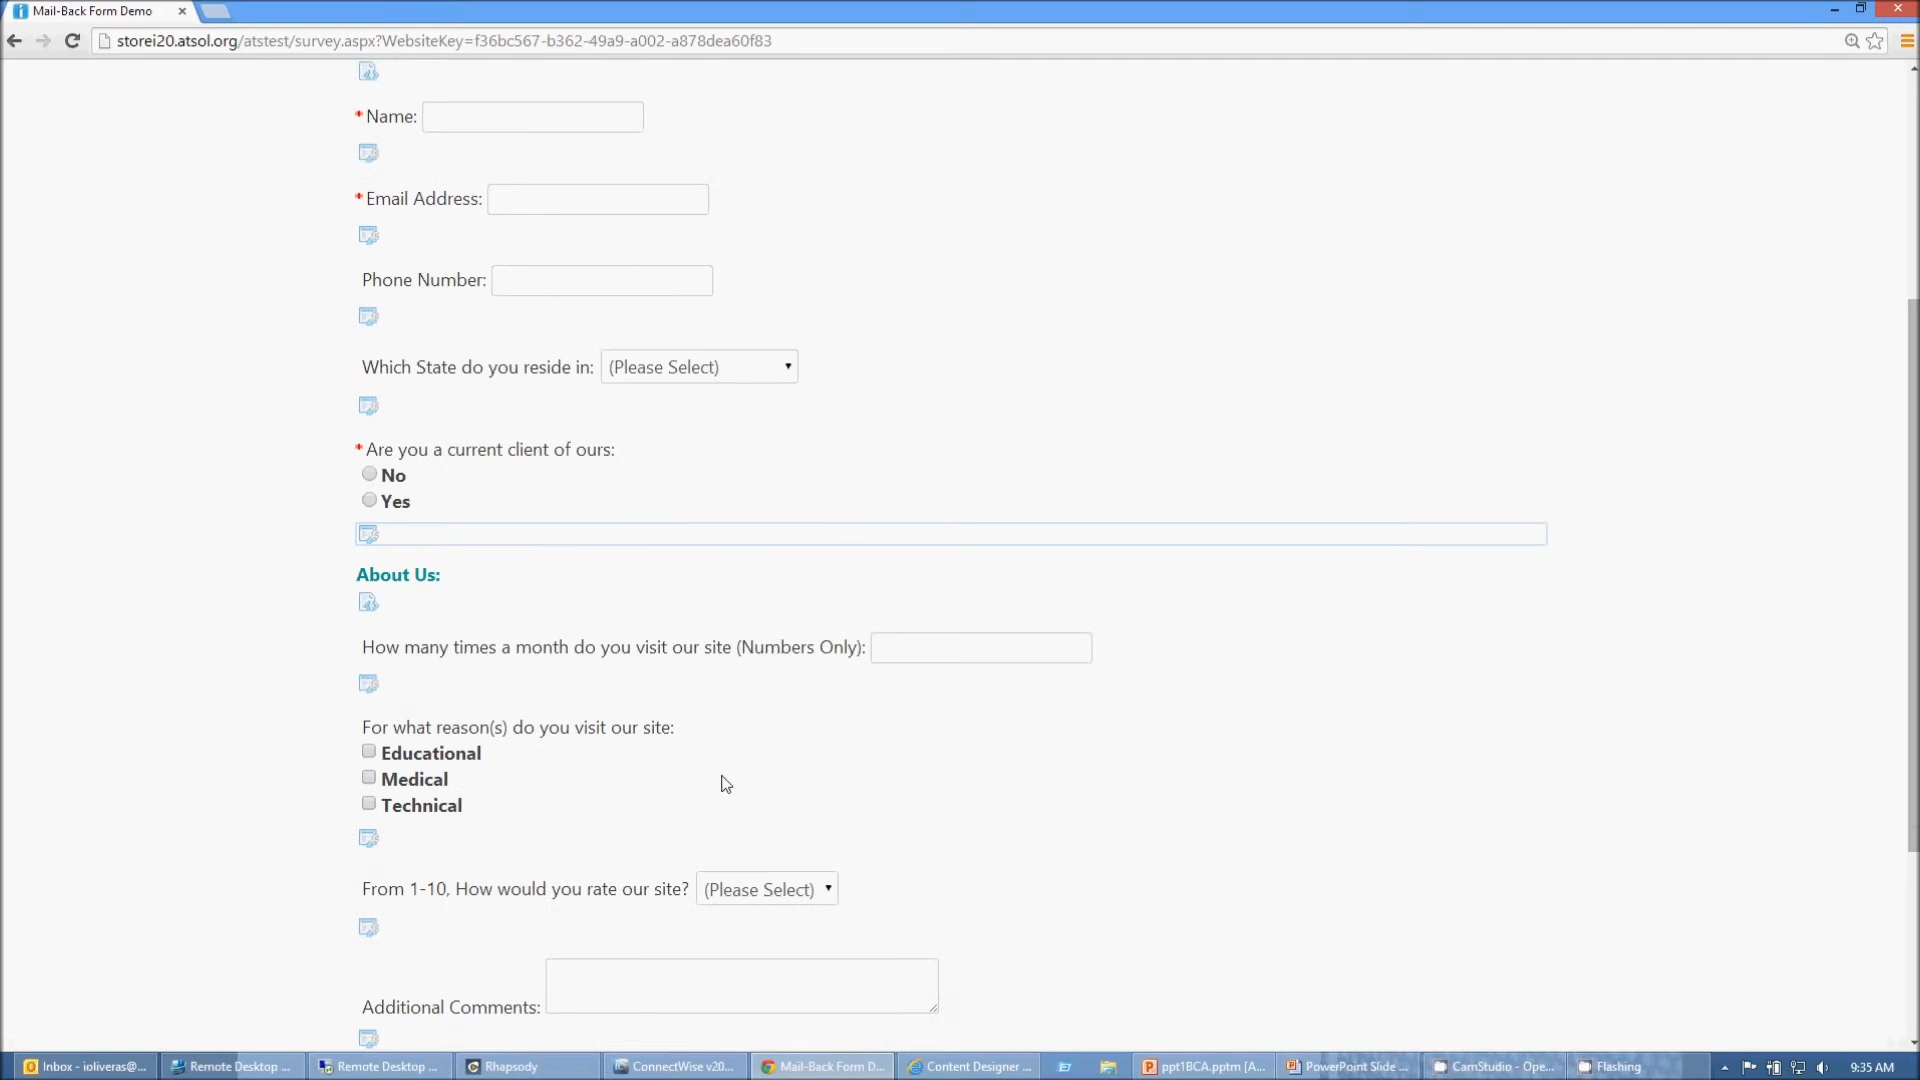 Mail-Back Form Demo
storei20.atsol.org/atstest/survey.aspx?WebsiteKey=f36bc567-b362-49a9-a002-a878dea60f83
* Name:
* Email Address:
Phone Number:
Which State do you reside in: (Please Select)
* Are you a current client of ours:
No
Yes
About Us:
How many times a month do you visit our site (Numbers Only):
For what reason(s) do you visit our site:
Educational
Medical
Technical
From 1-10, How would you rate our site? (Please Select)
Additional Comments:
Inbox - ioliveras@... Remote Desktop ... Remote Desktop ... Rhapsody ConnectWise v20... Mail-Back Form D... Content Designer ... ppt1BCA.pptm [A... PowerPoint Slide ... CamStudio - Ope... Flashing 9:35 AM